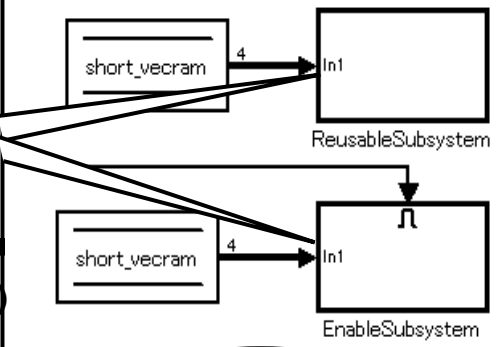 4
short_vecram
In1
ReusableSubsystem
4
short_vecram
In1
EnableSubsystem